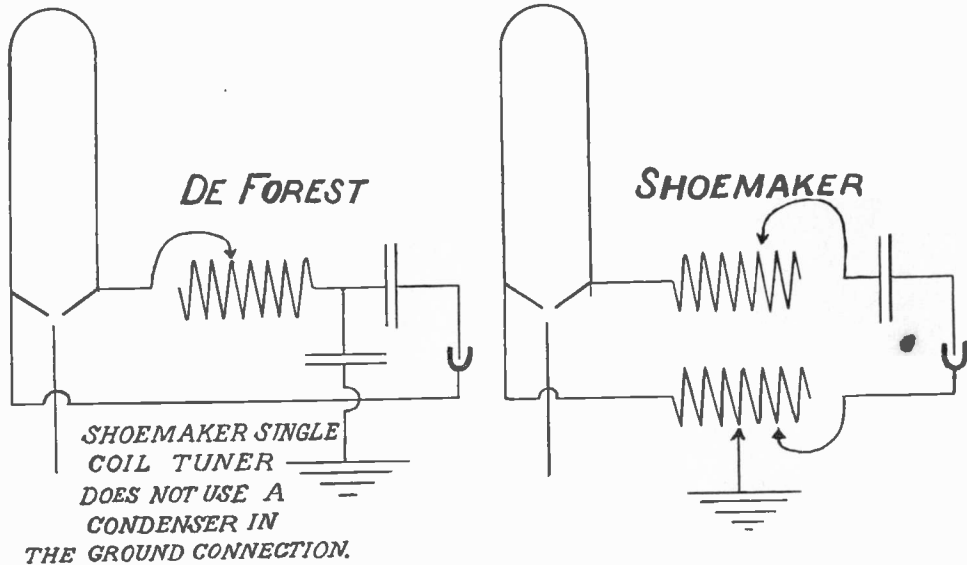 DE FOREST
SHOEMAKER
SHOEMAKER SINGLE
COIL TUNER
DOES NOT USE A
CONDENSER IN
THE GROUND CONNECTION.